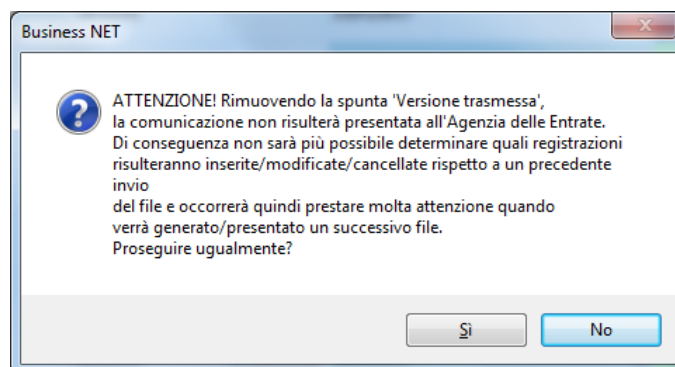 Business NET
ATTENZIONE! Rimuovendo la spunta 'Versione trasmessa',
la comunicazione non risulterà presentata all'Agenzia delle Entrate.
Di conseguenza non sarà più possibile determinare quali registrazioni
risulteranno inserite/modificate/cancellate rispetto a un precedente
invio
del file e occorrerà quindi prestare molta attenzione quando
verrà generato/presentato un successivo file.
Proseguire ugualmente?
Sì
No